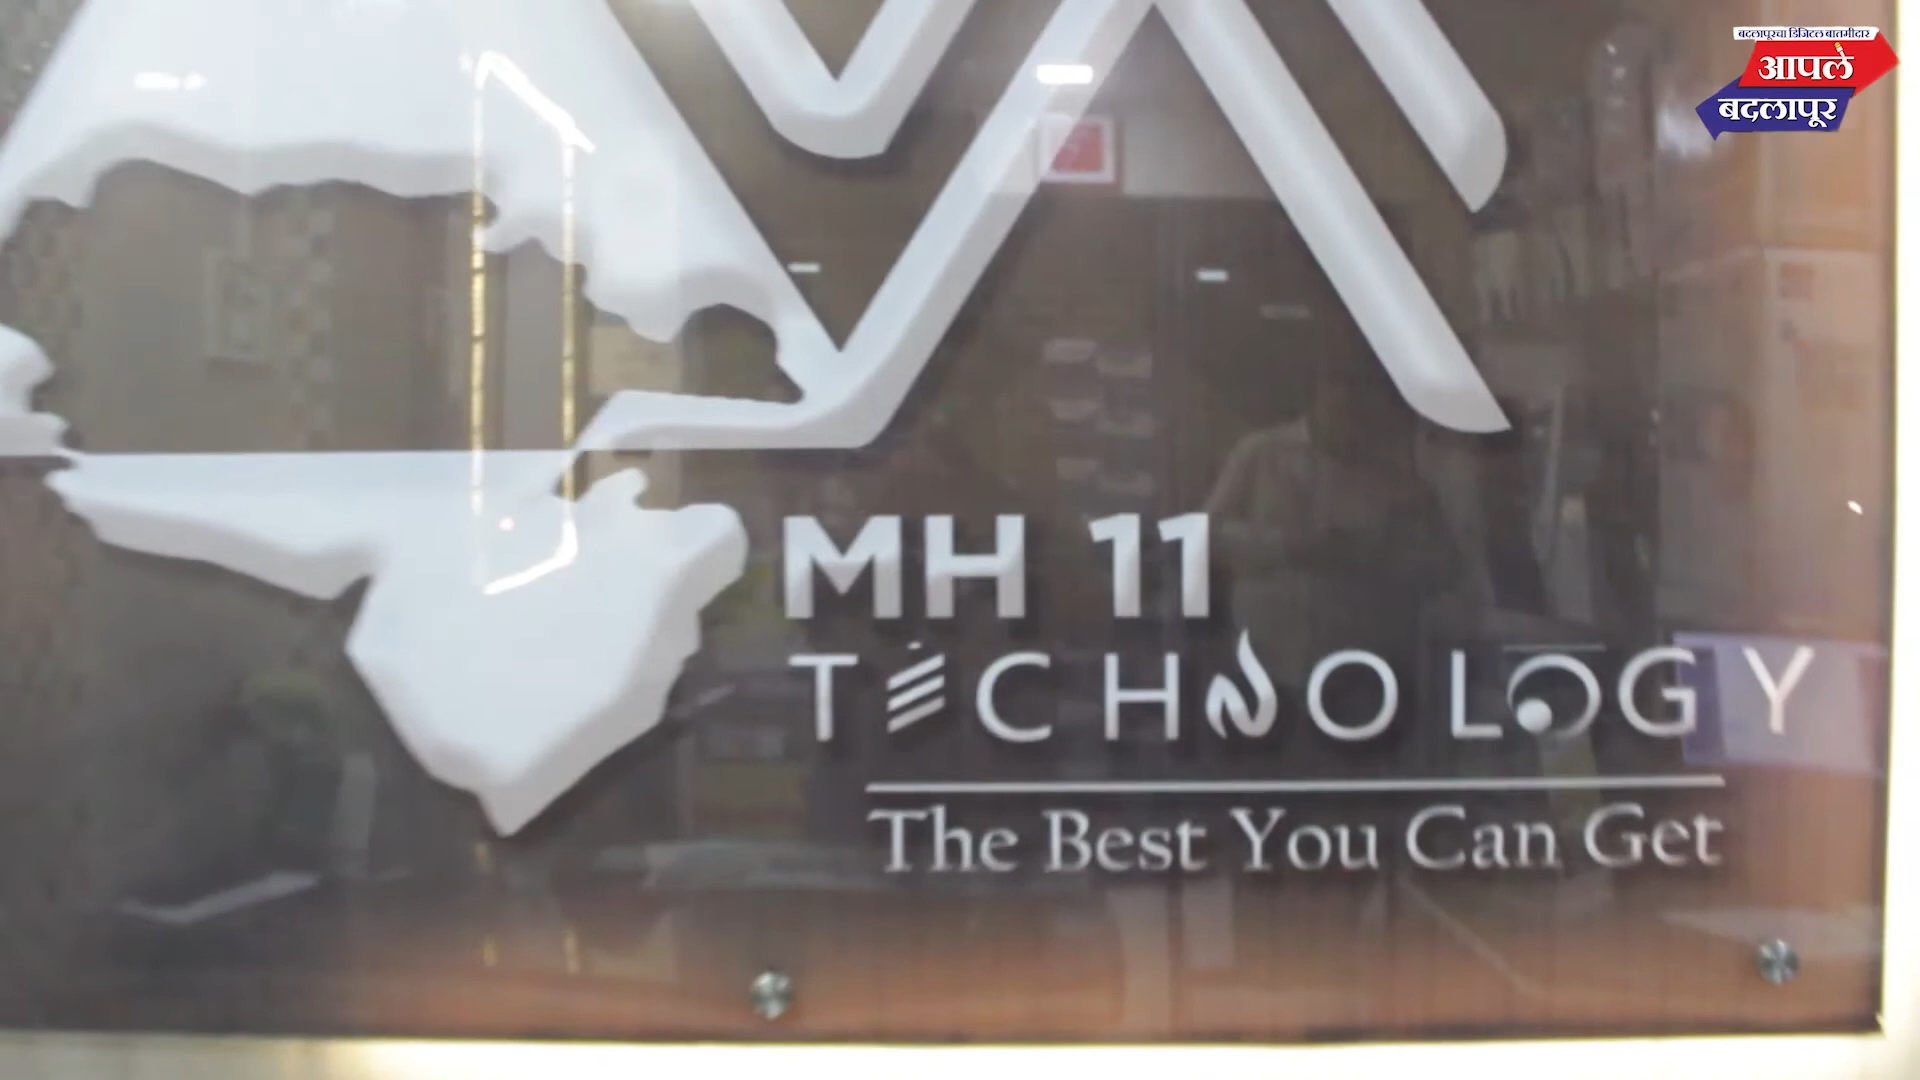 बदलापूरचा डिजिटल बातमीदार
आपले
बदलापूर
MH 11
TECHNOLOGY
The Best You Can Get